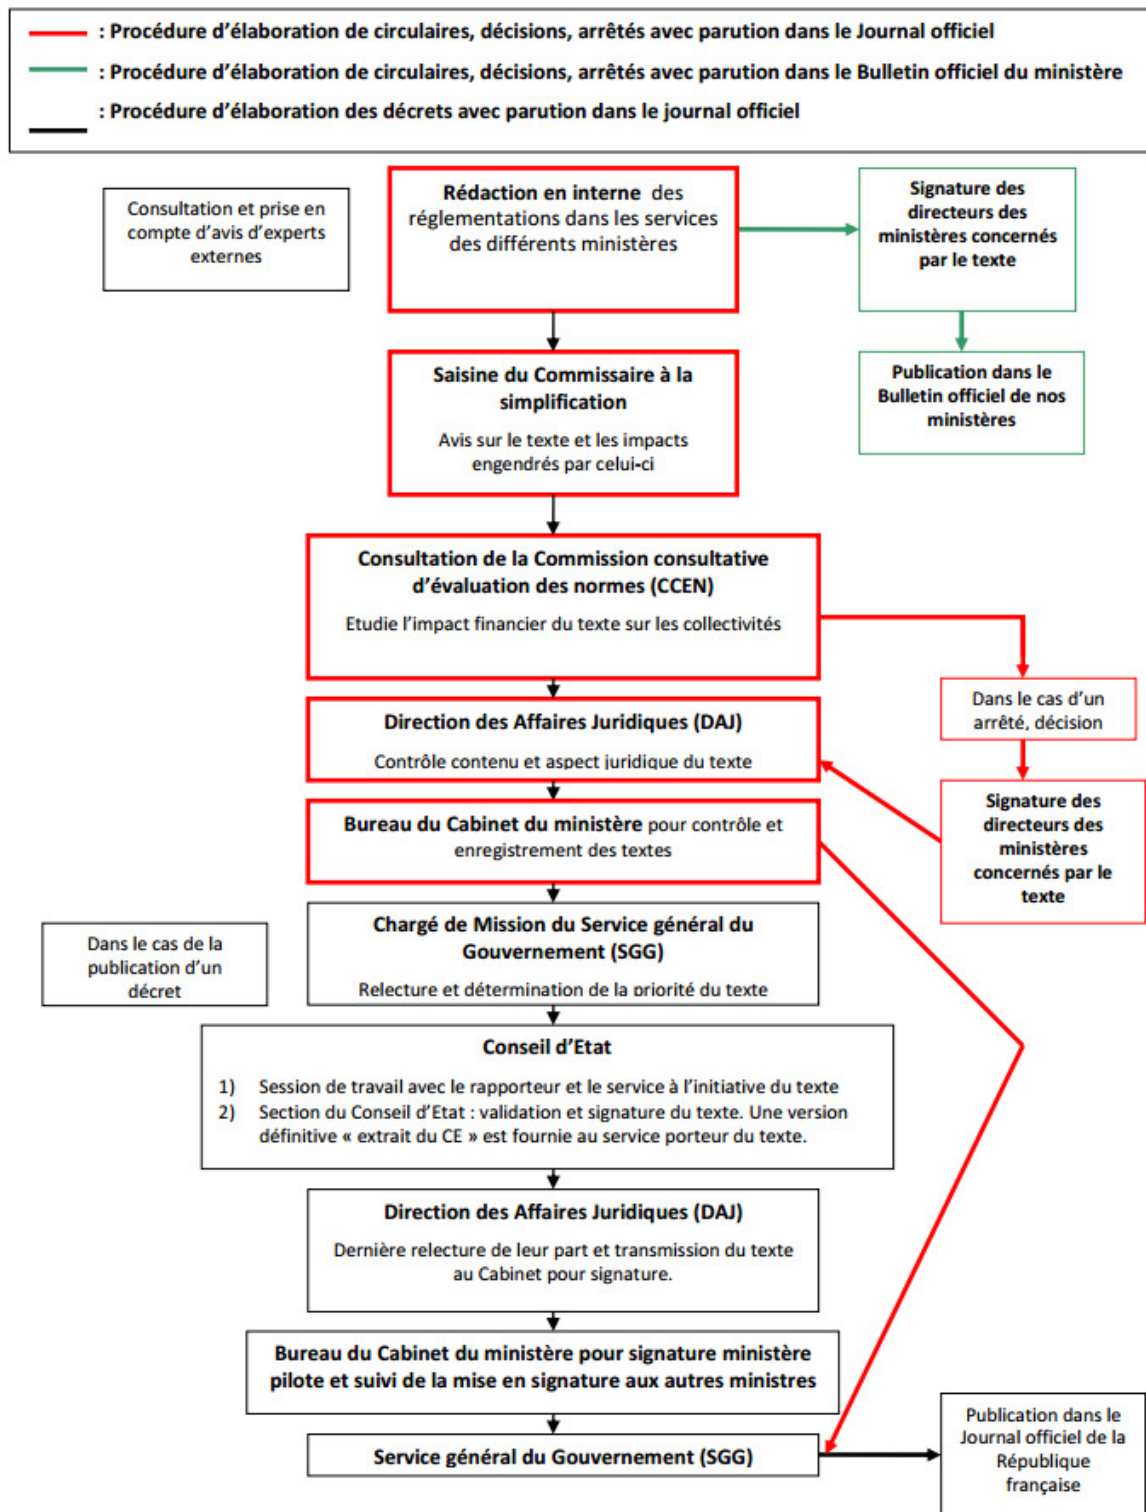 : Procédure d'élaboration de circulaires, décisions, arrêtés avec parution dans le Journal officiel
: Procédure d'élaboration de circulaires, décisions, arrêtés avec parution dans le Bulletin officiel du ministère
: Procédure d'élaboration des décrets avec parution dans le journal officiel
Consultation et prise en
compte d'avis d'experts
externes
Rédaction en interne des
réglementations dans les services
des différents ministères
Signature des
directeurs des
ministères concernés
par le texte
Publication dans le
Bulletin officiel de nos
ministères
Saisine du Commissaire à la
simplification
Avis sur le texte et les impacts
engendrés par celui-ci
Consultation de la Commission consultative
d'évaluation des normes (CCEN)
Etudie l'impact financier du texte sur les collectivités
Dans le cas d'un
arrêté, décision
Signature des
directeurs des
ministères
concernés par le
texte
Direction des Affaires Juridiques (DAJ)
Contrôle contenu et aspect juridique du texte
Bureau du Cabinet du ministère pour contrôle et
enregistrement des textes
Dans le cas de la
publication d'un
décret
Chargé de Mission du Service général du
Gouvernement (SGG)
Relecture et détermination de la priorité du texte
Conseil d'Etat
1) Session de travail avec le rapporteur et le service à l'initiative du texte
2) Section du Conseil d'Etat : validation et signature du texte. Une version
définitive « extrait du CE » est fournie au service porteur du texte.
Direction des Affaires Juridiques (DAJ)
Dernière relecture de leur part et transmission du texte
au Cabinet pour signature.
Bureau du Cabinet du ministère pour signature ministère
pilote et suivi de la mise en signature aux autres ministres
Service général du Gouvernement (SGG)
Publication dans le
Journal officiel de la
République
française